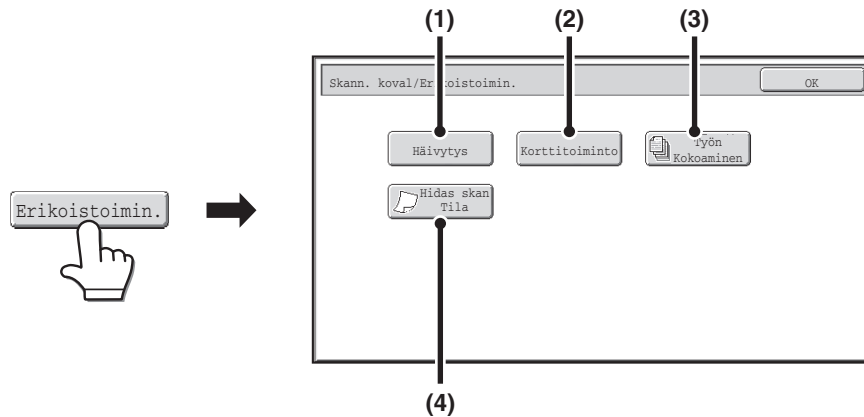 (1) (2) (3)
Skann. koval/Erikoistoimin. OK
Häivytys Korttitoiminto Työn
Kokoaminen
Erikoistoimin.
Hidas skan
Tila
(4)